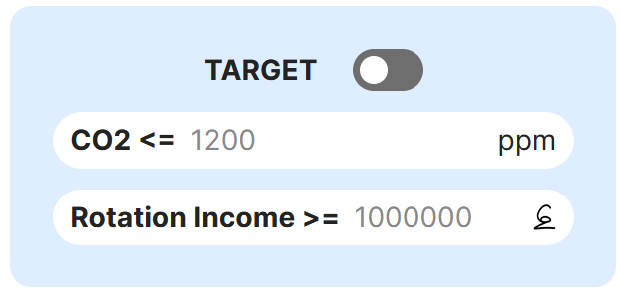 TARGET
CO2 <= 1200 ppm
Rotation Income >= 1000000